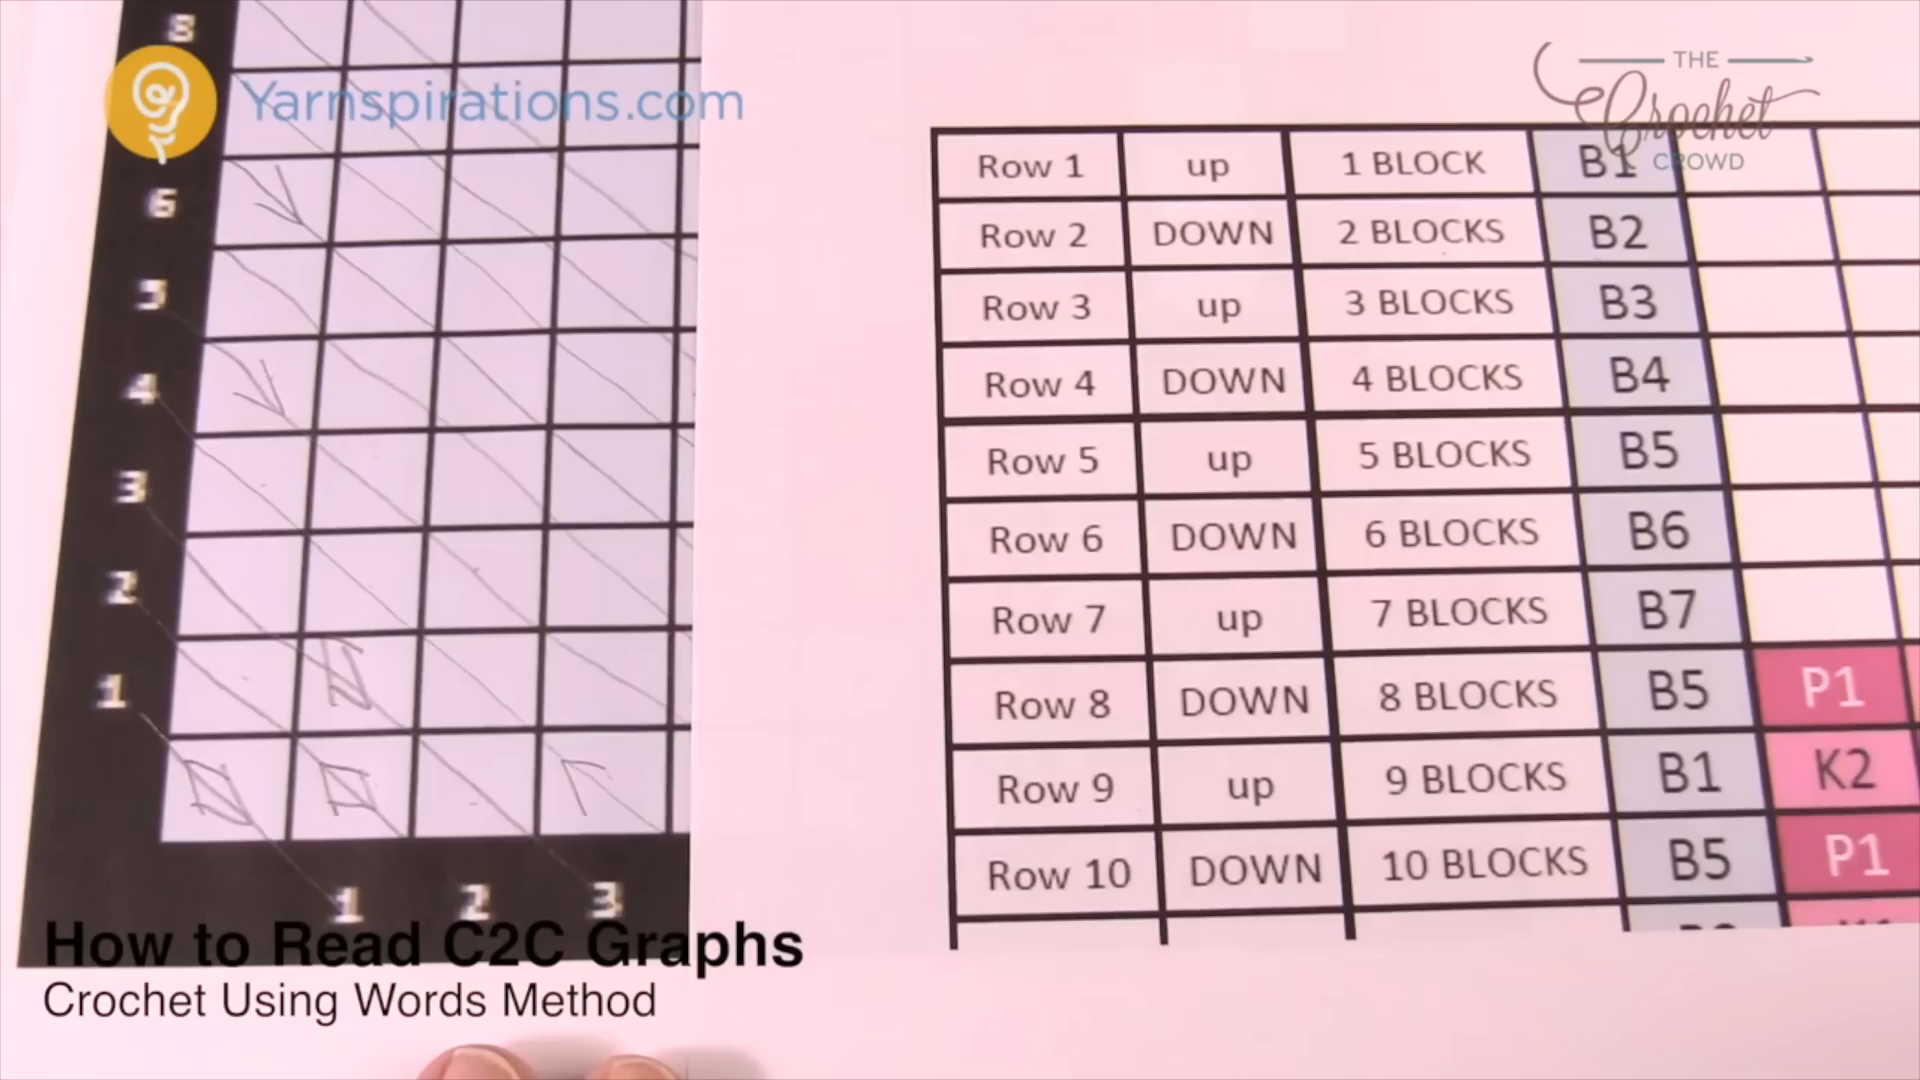 8
Yarnspirations.com
THE
Crochet
CROWD
6
5
4
3
2
1
1 2 3
Row 1 up 1 BLOCK B1
Row 2 DOWN 2 BLOCKS B2
Row 3 up 3 BLOCKS B3
Row 4 DOWN 4 BLOCKS B4
Row 5 up 5 BLOCKS B5
Row 6 DOWN 6 BLOCKS B6
Row 7 up 7 BLOCKS B7
Row 8 DOWN 8 BLOCKS B5 P1
Row 9 up 9 BLOCKS B1 K2
Row 10 DOWN 10 BLOCKS B5 P1
How to Read C2C Graphs
Crochet Using Words Method